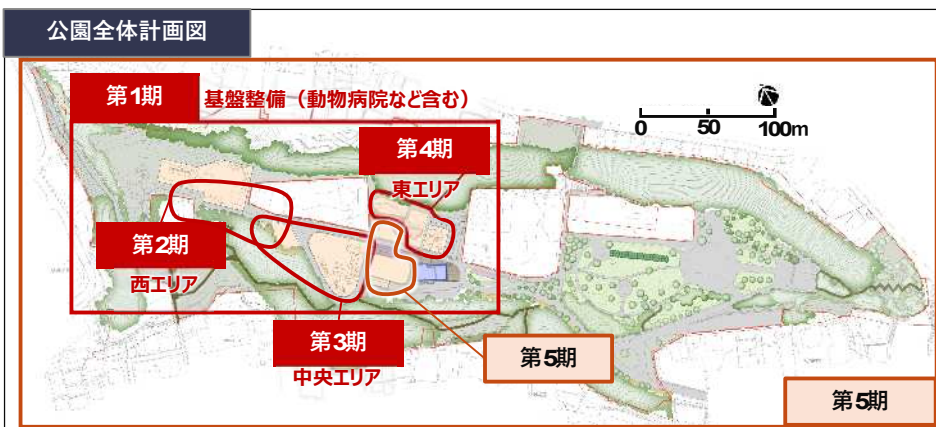 公園全体計画図
第1期
基盤整備(動物病院など含む)
0 50 100m
第4期
東エリア
第2期
西エリア
第3期
中央エリア
第5期
第5期